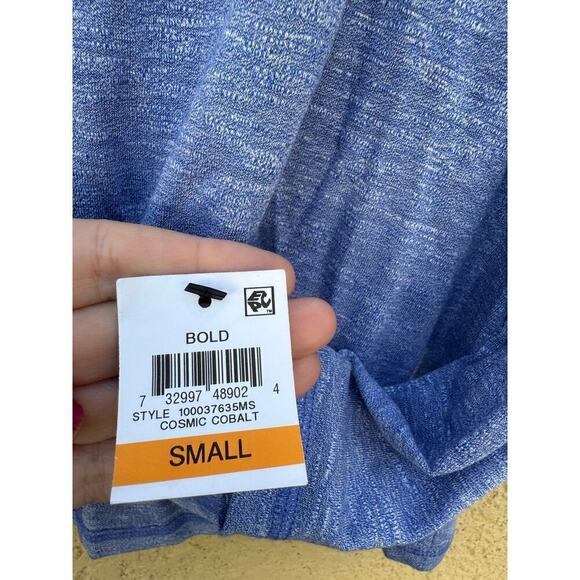 BOLD
7 32997 48902 4
STYLE 100037635MS
COSMIC COBALT
SMALL